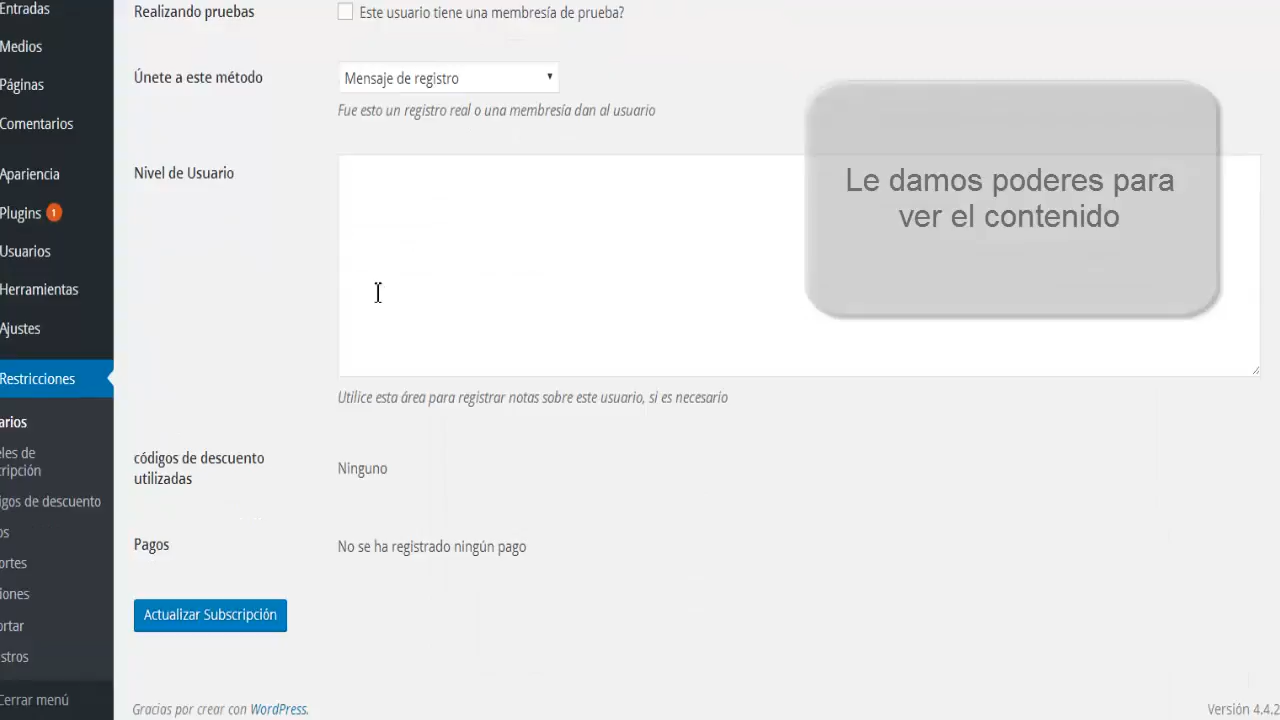 Entradas
Medios
Páginas
Comentarios
Apariencia
Plugins 1
Usuarios
Herramientas
Ajustes
Restricciones
arios
eles de
cripción
igos de descuento
os
ortes
iones
ortar
stros
Cerrar menú
Realizando pruebas
Este usuario tiene una membresía de prueba?
Únete a este método
Mensaje de registro
Fue esto un registro real o una membresía dan al usuario
Nivel de Usuario
Le damos poderes para
ver el contenido
Utilice esta área para registrar notas sobre este usuario, si es necesario
códigos de descuento
utilizadas
Ninguno
Pagos
No se ha registrado ningún pago
Actualizar Subscripción
Gracias por crear con WordPress.
Versión 4.4.2